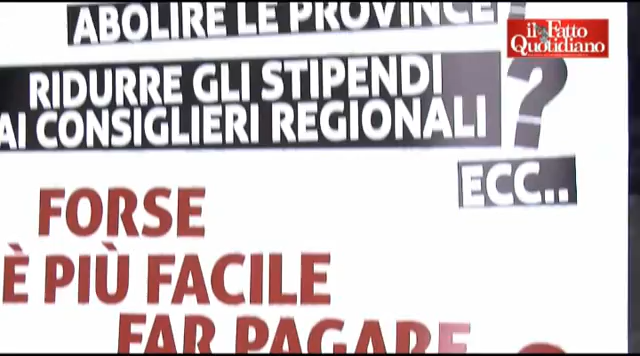 ABOLIRE LE PROVINCE
?
il Fatto
Quotidiano
RIDURRE GLI STIPENDI
AI CONSIGLIERI REGIONALI
?
ECC..
FORSE
È PIÙ FACILE
FAR PAGARE